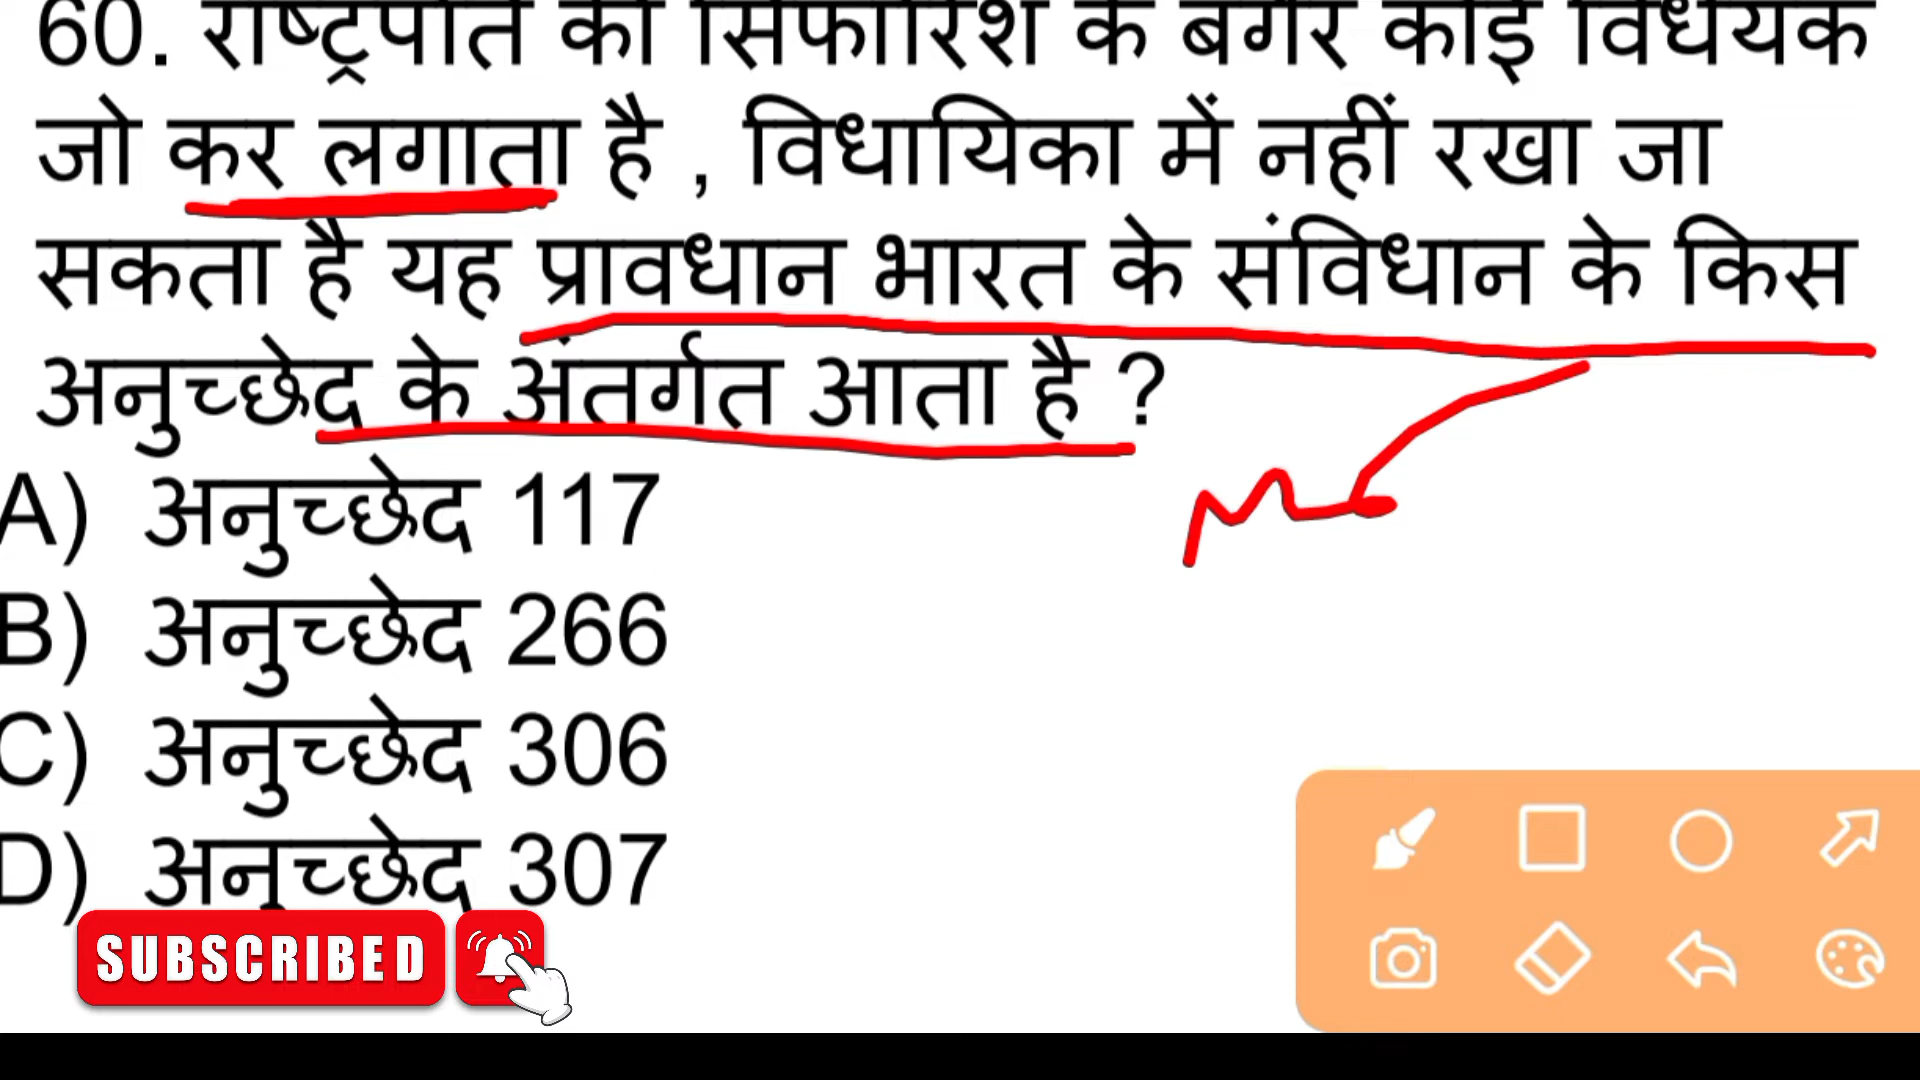 60. राष्ट्रपति की सिफारिश के बगैर कोई विधेयक
जो कर लगाता है , विधायिका में नहीं रखा जा
सकता है यह प्रावधान भारत के संविधान के किस
अनुच्छेद के अंतर्गत आता है ?
A) अनुच्छेद 117
B) अनुच्छेद 266
C) अनुच्छेद 306
D) अनुच्छेद 307
SUBSCRIBED